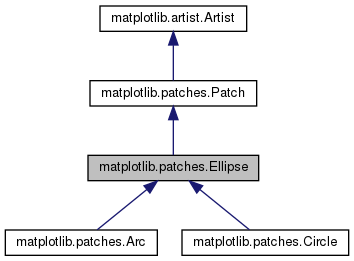 matplotlib.artist.Artist
matplotlib.patches.Patch
matplotlib.patches.Ellipse
matplotlib.patches.Arc
matplotlib.patches.Circle